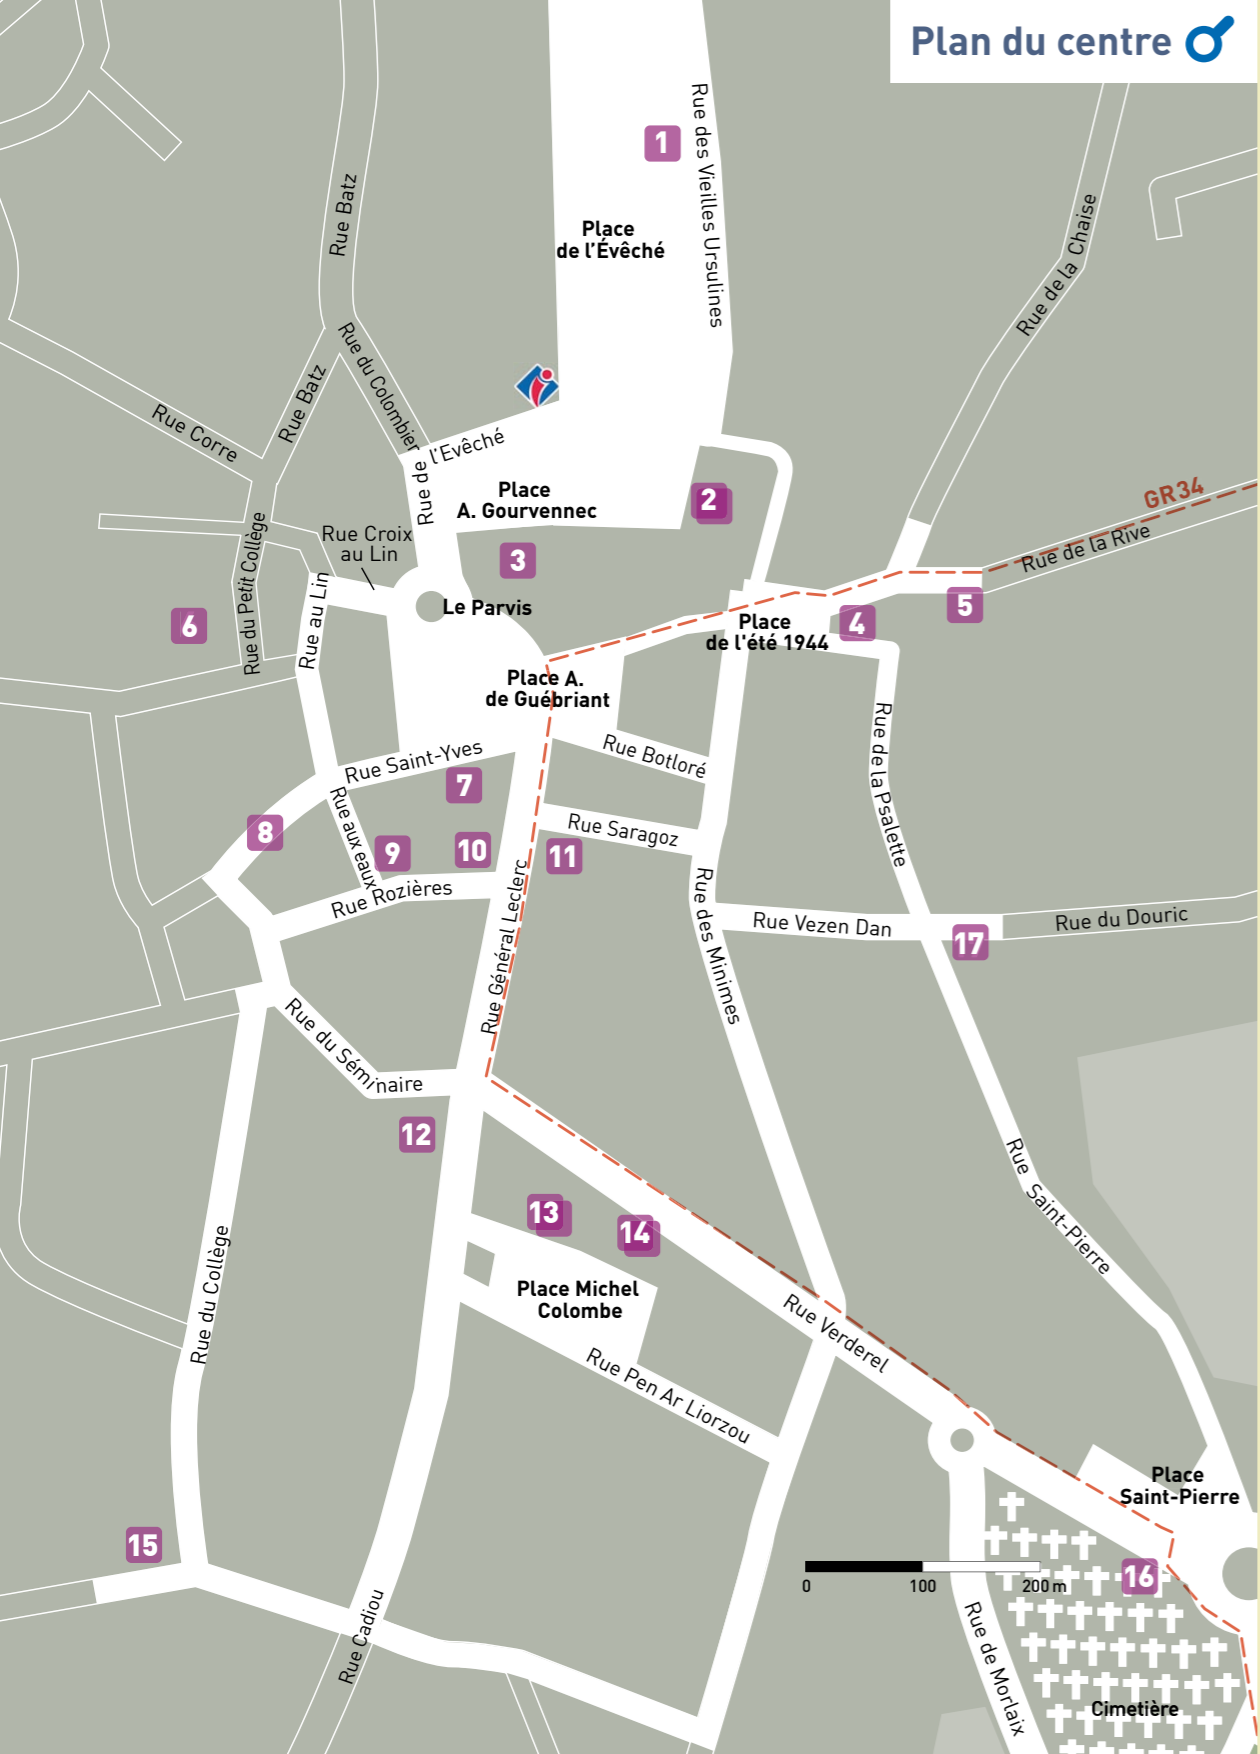 Plan du centre
1
Rue des Vieilles Ursulines
Place
de l'Évêché
Rue Batz
Rue de la Chaise
Rue du Colombier
Rue Batz
Rue Corre
Rue de l'Evêché
Place
A. Gourvennec
2
GR34
Rue de la Rive
Rue Croix
au Lin
3
Rue du Petit Collège
Rue au Lin
Le Parvis
6
4
5
Place
de l'été 1944
Place A.
de Guébriant
Rue Botloré
Rue de la Psalette
Rue Saint-Yves
7
Rue aux eaux
8
9
10
11
Rue Saragoz
Rue Rozières
Rue Général Leclerc
Rue des Minimes
Rue Vezen Dan
17
Rue du Douric
Rue du Séminaire
12
Rue Saint-Pierre
13
14
Rue du Collège
Place Michel
Colombe
Rue Verderel
Rue Pen Ar Liorzou
Place
Saint-Pierre
15
16
0
100
200 m
Rue Cadiou
Rue de Morlaix
Cimetière